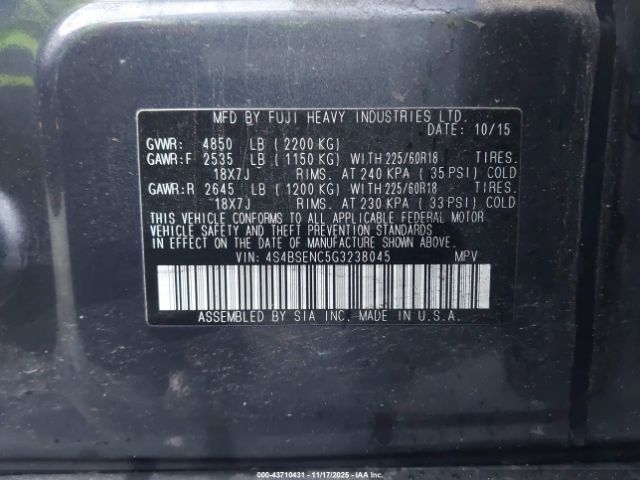 MFD BY FUJI HEAVY INDUSTRIES LTD.
DATE: 10/15
GVWR: 4850 LB (2200 KG)
GAWR: F 2535 LB (1150 KG) WITH 225/60R18 TIRES.
18X7J RIMS. AT 240 KPA (35 PSI) COLD
GAWR: R 2645 LB (1200 KG) WITH 225/60R18 TIRES.
18X7J RIMS. AT 230 KPA (33 PSI) COLD
THIS VEHICLE CONFORMS TO ALL APPLICABLE FEDERAL MOTOR
VEHICLE SAFETY AND THEFT PREVENTION STANDARDS
IN EFFECT ON THE DATE OF MANUFACTURE SHOWN ABOVE.
VIN: 4S4BSENC5G3238045 MPV
ASSEMBLED BY SIA INC. MADE IN U.S.A.
000-43710431 - 11/17/2025 - IAAI.COM